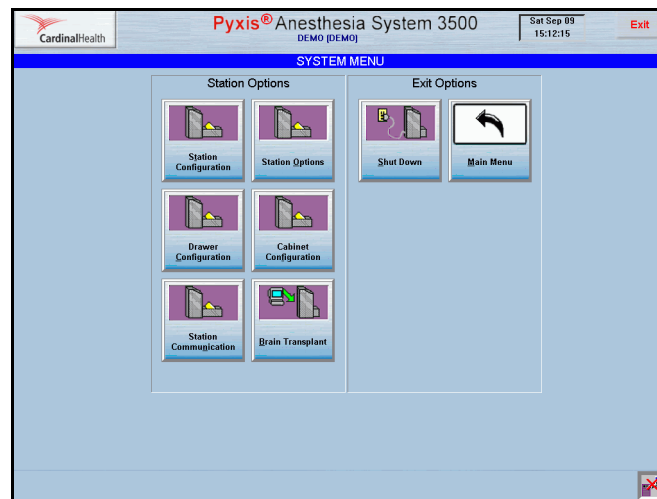 CardinalHealth
Pyxis® Anesthesia System 3500
DEMO (DEMO)
Sat Sep 09
15:12:15
Exit
SYSTEM MENU
Station Options
Exit Options
Station
Configuration
Station Options
Shut Down
Main Menu
Drawer
Configuration
Cabinet
Configuration
Station
Communication
Brain Transplant